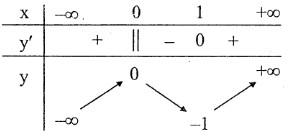 x -∞ 0 1 +∞
y' + || - 0 +
y 0 +∞
-∞ -1